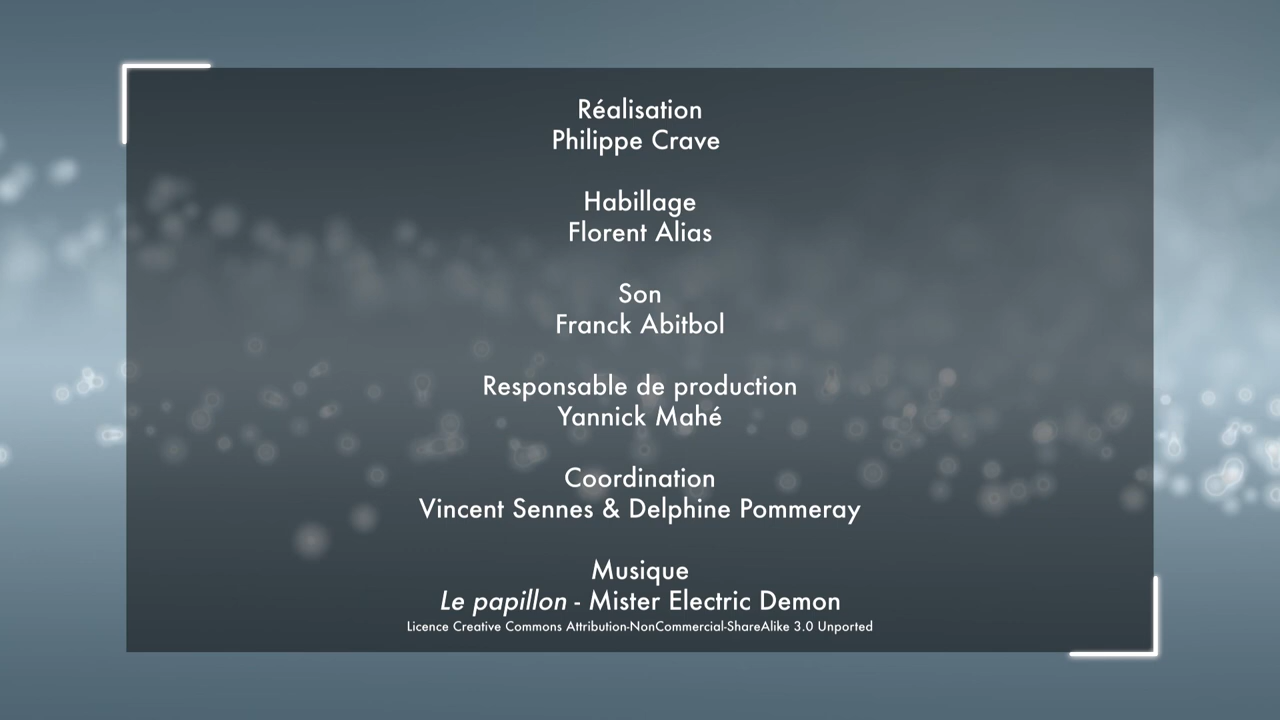 Réalisation
Philippe Crave
Habillage
Florent Alias
Son
Franck Abitbol
Responsable de production
Yannick Mahé
Coordination
Vincent Sennes & Delphine Pommeray
Musique
Le papillon - Mister Electric Demon
Licence Creative Commons Attribution-NonCommercial-ShareAlike 3.0 Unported